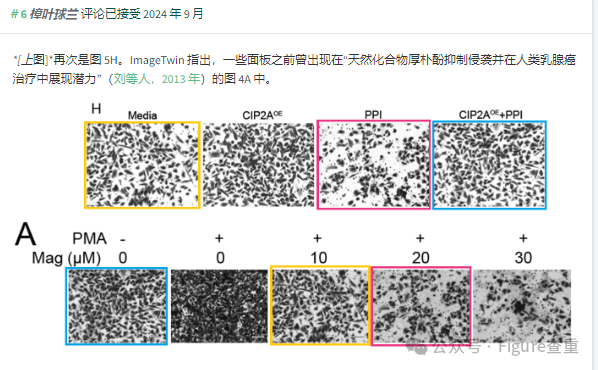 #6 樟叶球兰 评论已接受 2024 年 9 月
*[上图]*再次是图 5H。ImageTwin 指出，一些面板之前曾出现在“天然化合物厚朴酚抑制侵袭并在人类乳腺癌
治疗中展现潜力”（刘等人，2013 年）的图 4A 中。
H
Media CIP2A^OE PPI CIP2A^OE+PPI
A
PMA - + + + +
Mag (μM) 0 0 10 20 30
公众号 · Figure查重